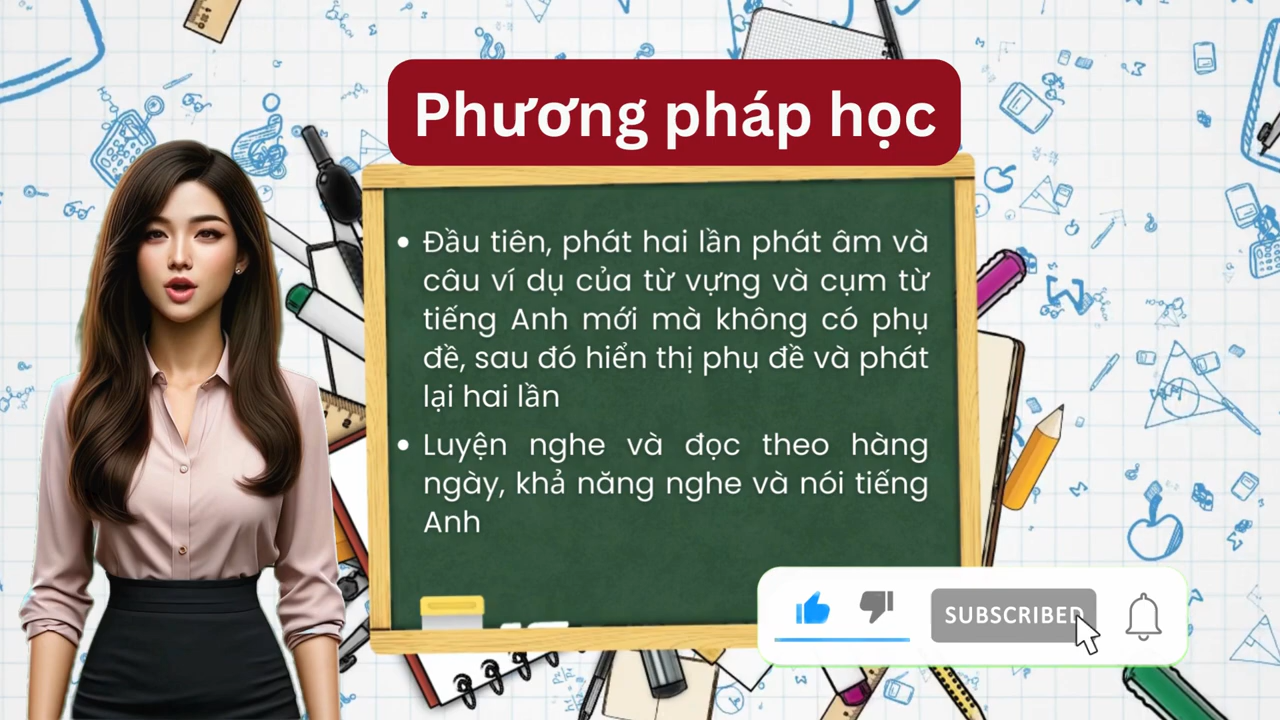 Phương pháp học
• Đầu tiên, phát hai lần phát âm và
câu ví dụ của từ vựng và cụm từ
tiếng Anh mới mà không có phụ
đề, sau đó hiển thị phụ đề và phát
lại hai lần
• Luyện nghe và đọc theo hàng
ngày, khả năng nghe và nói tiếng
Anh
SUBSCRIBED